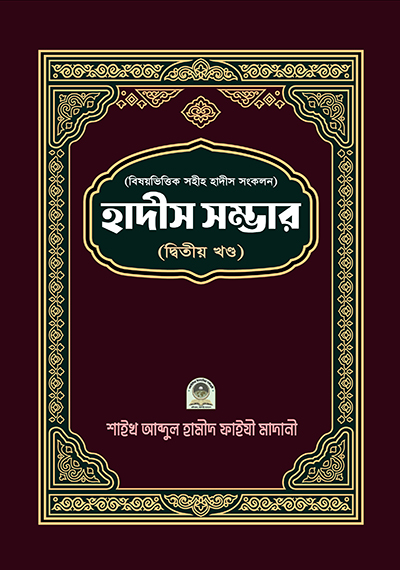 (বিষয়ভিত্তিক সহীহ হাদীস সংকলন)
হাদীস সম্ভার
(দ্বিতীয় খণ্ড)
শাইখ আব্দুল হামীদ ফাইযী মাদানী